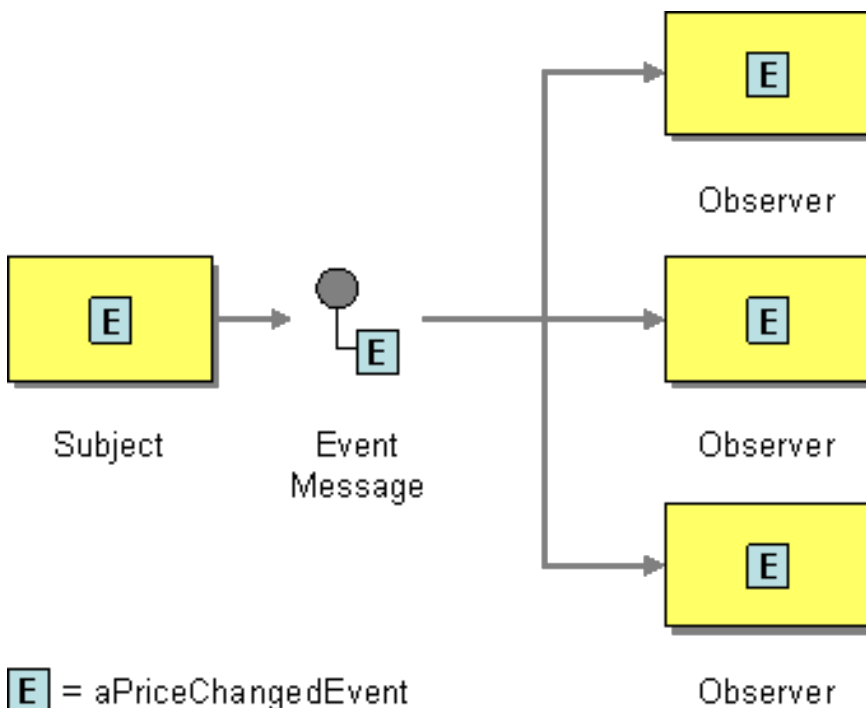 E
Observer
E
E
E
Subject
Event
Message
Observer
E
E = aPriceChangedEvent
Observer